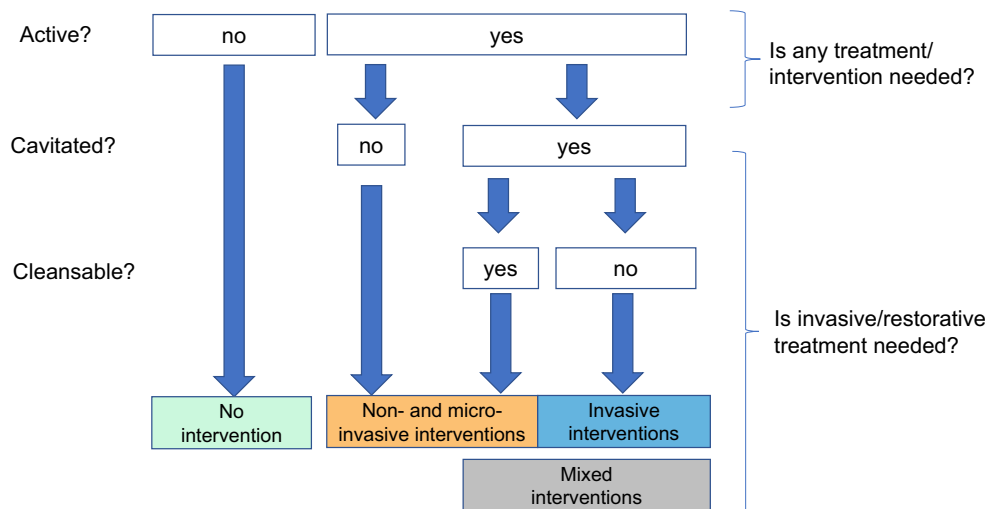 Active?
no
yes
Is any treatment/
intervention needed?
Cavitated?
no
yes
Cleansable?
yes
no
Is invasive/restorative
treatment needed?
No
intervention
Non- and micro-
invasive interventions
Invasive
interventions
Mixed
interventions